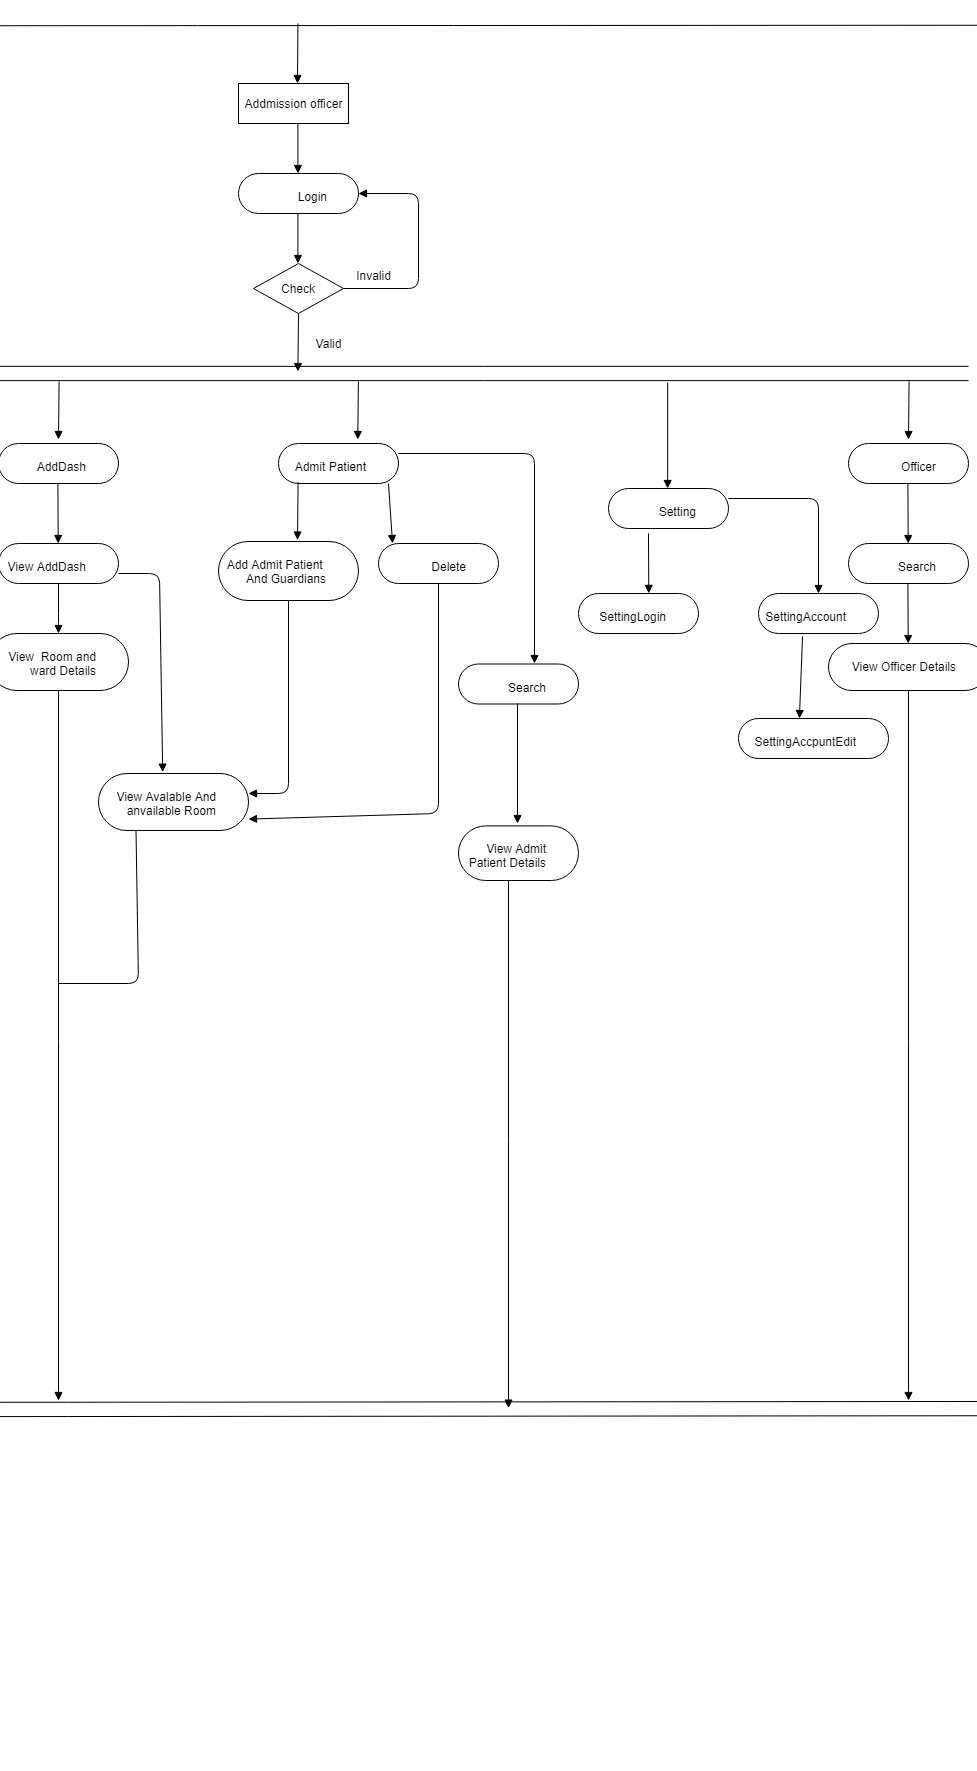 Addmission officer
Login
Invalid
Check
Valid
AddDash
Admit Patient
Officer
Setting
View AddDash
Add Admit Patient
And Guardians
Delete
Search
SettingLogin
SettingAccount
View  Room and
ward Details
View Officer Details
Search
SettingAccpuntEdit
View Avalable And
anvailable Room
View Admit
Patient Details